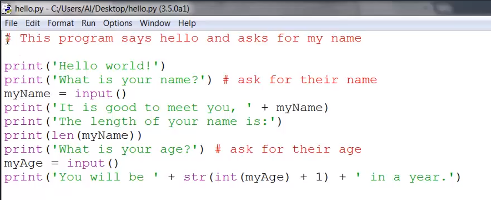 hello.py - C:/Users/Al/Desktop/hello.py (3.5.0a1)
File Edit Format Run Options Window Help
# This program says hello and asks for my name
print('Hello world!')
print('What is your name?') # ask for their name
myName = input()
print('It is good to meet you, ' + myName)
print('The length of your name is:')
print(len(myName))
print('What is your age?') # ask for their age
myAge = input()
print('You will be ' + str(int(myAge) + 1) + ' in a year.')